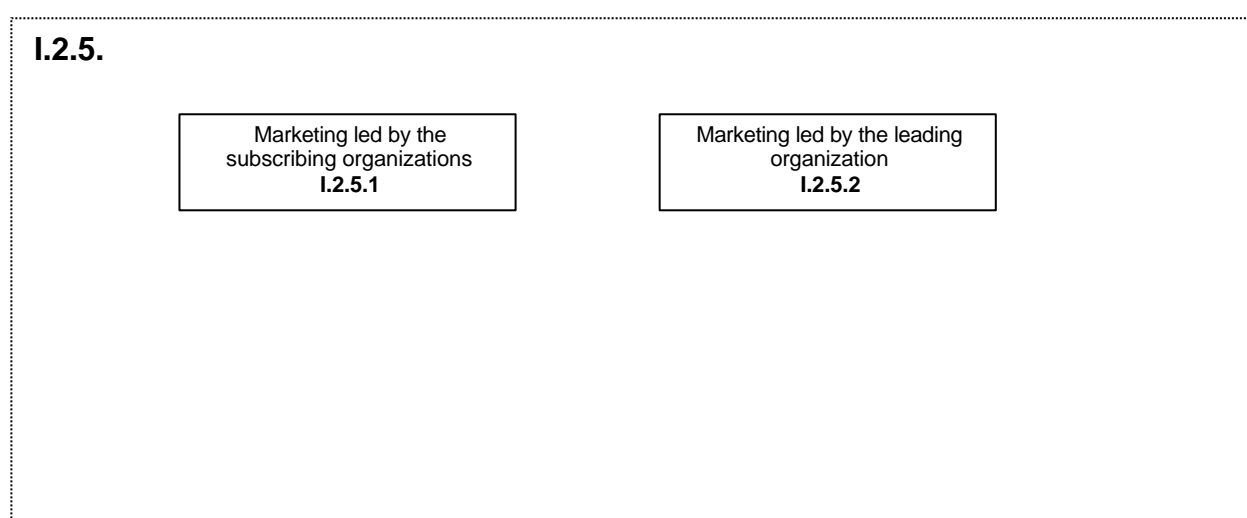 I.2.5.
Marketing led by the
subscribing organizations
I.2.5.1
Marketing led by the leading
organization
I.2.5.2